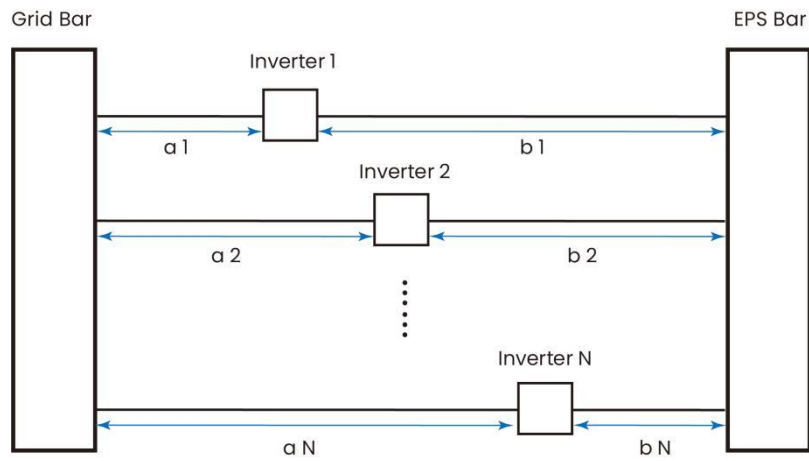 Grid Bar
EPS Bar
Inverter 1
a 1
b 1
Inverter 2
a 2
b 2
Inverter N
a N
b N